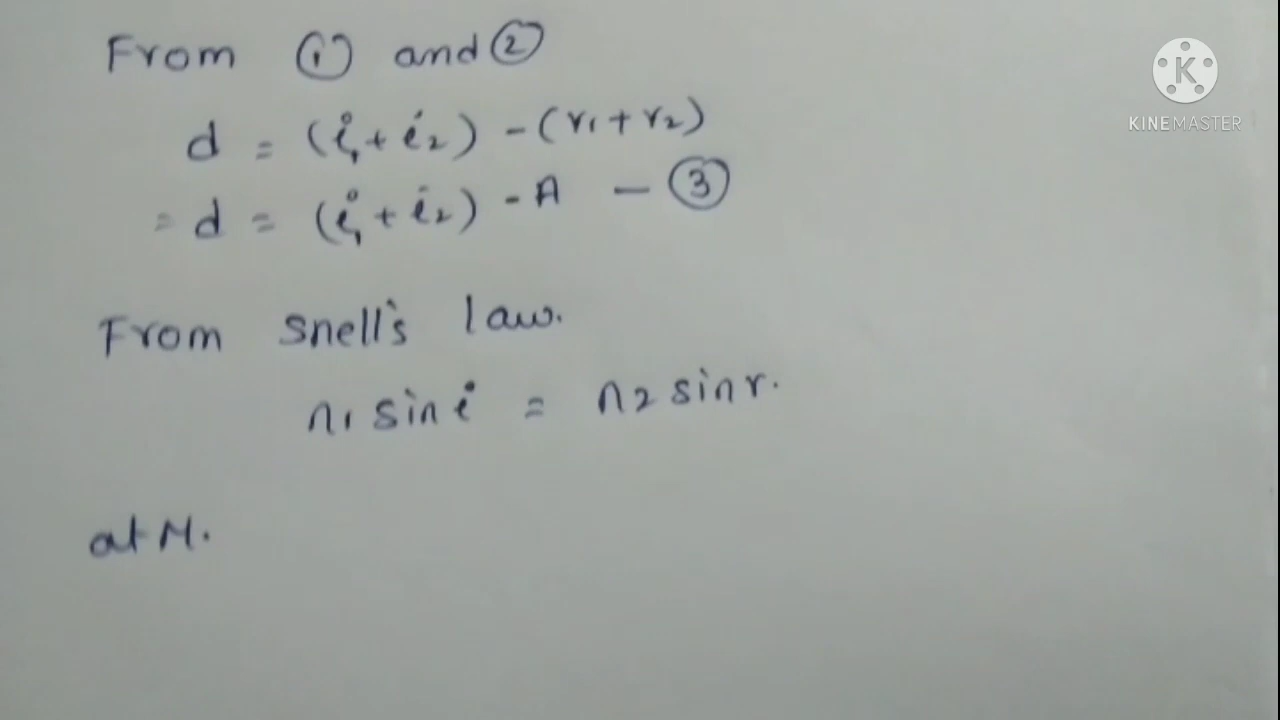 From ① and ②
d = (i₁ + i₂) - (r₁ + r₂)
= d = (i₁ + i₂) - A — ③
From snell's law.
n₁ sin i = n₂ sin r.
at M.
KINEMASTER